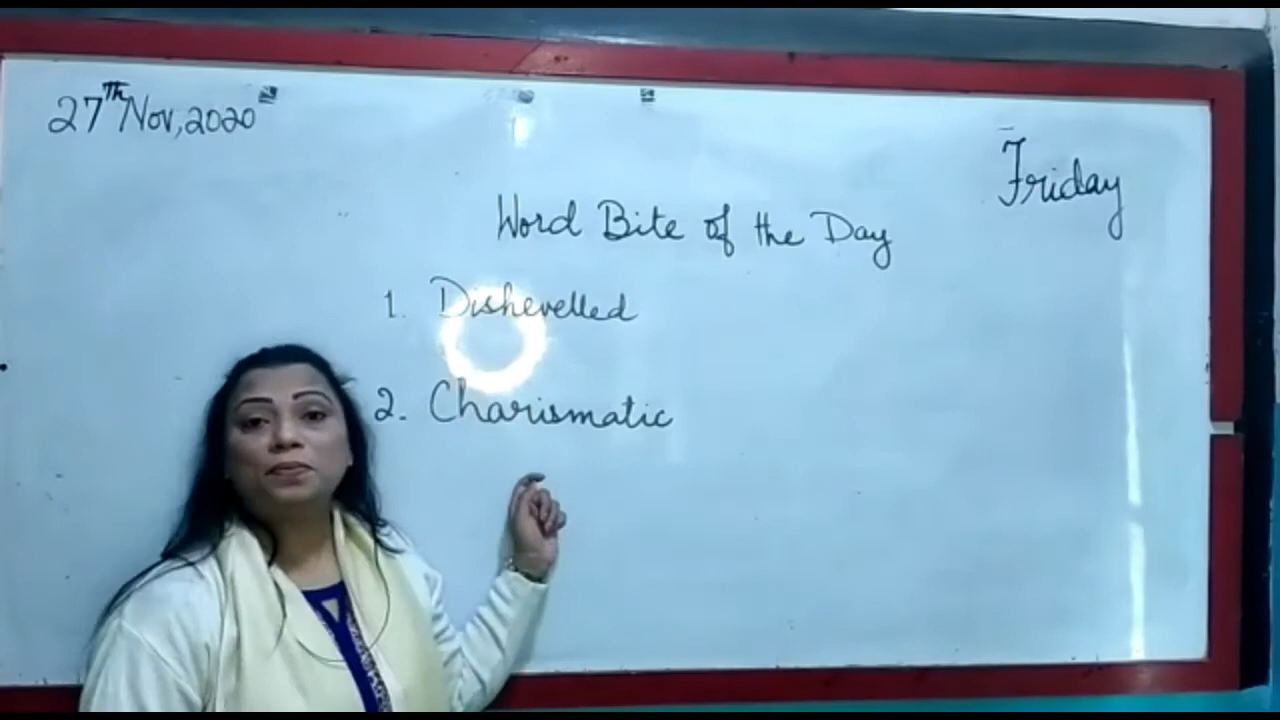 27th Nov, 2020
Friday
Word Bite of the Day
1. Dishevelled
2. Charismatic